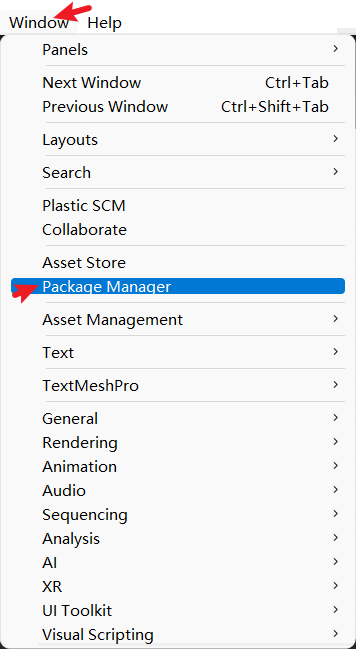 Window Help
Panels
Next Window Ctrl+Tab
Previous Window Ctrl+Shift+Tab
Layouts
Search
Plastic SCM
Collaborate
Asset Store
Package Manager
Asset Management
Text
TextMeshPro
General
Rendering
Animation
Audio
Sequencing
Analysis
AI
XR
UI Toolkit
Visual Scripting